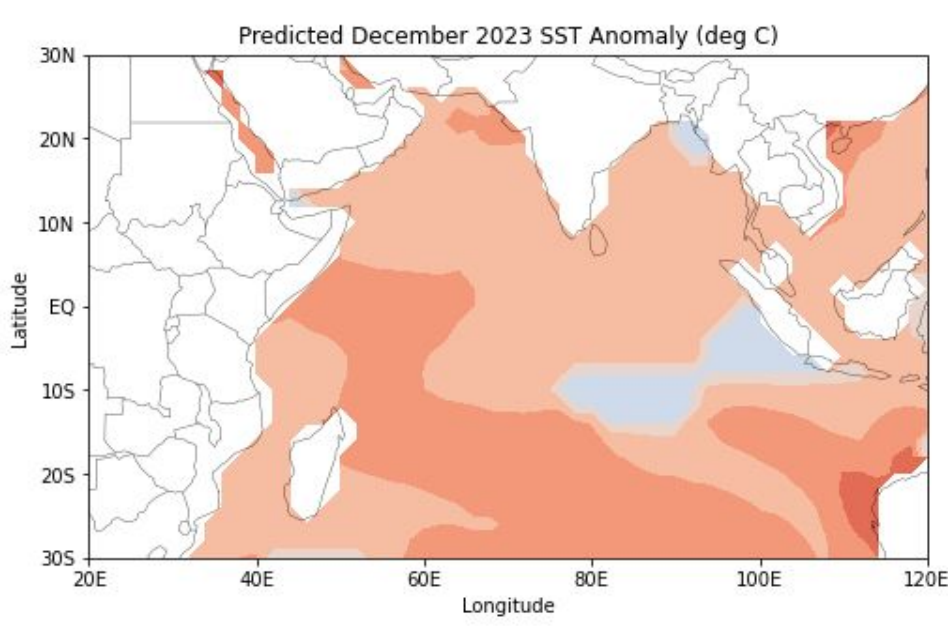 Predicted December 2023 SST Anomaly (deg C)
30N
20N
10N
EQ
10S
20S
30S
Latitude
20E 40E 60E 80E 100E 120E
Longitude